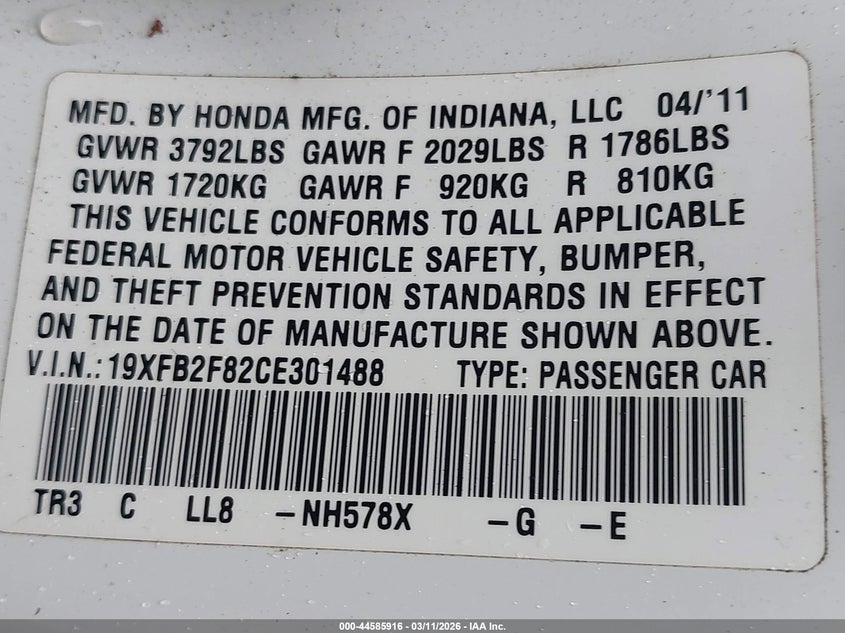 MFD. BY HONDA MFG. OF INDIANA, LLC 04/'11
GVWR 3792LBS GAWR F 2029LBS R 1786LBS
GVWR 1720KG GAWR F 920KG R 810KG
THIS VEHICLE CONFORMS TO ALL APPLICABLE
FEDERAL MOTOR VEHICLE SAFETY, BUMPER,
AND THEFT PREVENTION STANDARDS IN EFFECT
ON THE DATE OF MANUFACTURE SHOWN ABOVE.
V.I.N.: 19XFB2F82CE301488 TYPE: PASSENGER CAR
TR3 C LL8 -NH578X -G -E
000-44585916 - 03/11/2026 - IAA Inc.